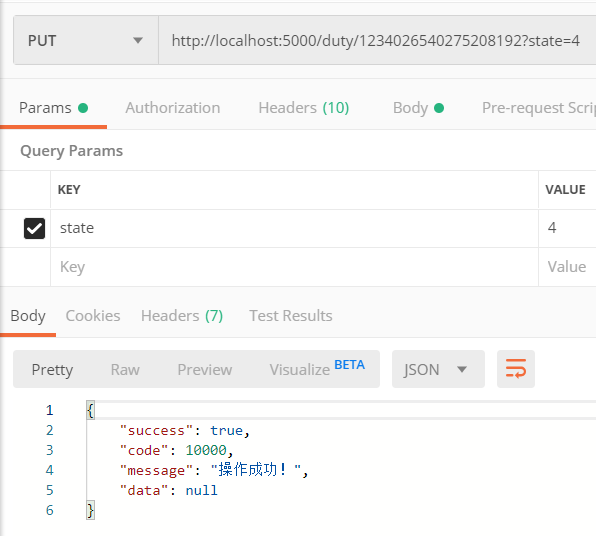 PUT http://localhost:5000/duty/1234026540275208192?state=4
Params Authorization Headers (10) Body Pre-request Scri
Query Params
KEY VALUE
state 4
Key Value
Body Cookies Headers (7) Test Results
Pretty Raw Preview Visualize BETA JSON
1 {
2 "success": true,
3 "code": 10000,
4 "message": "操作成功！",
5 "data": null
6 }